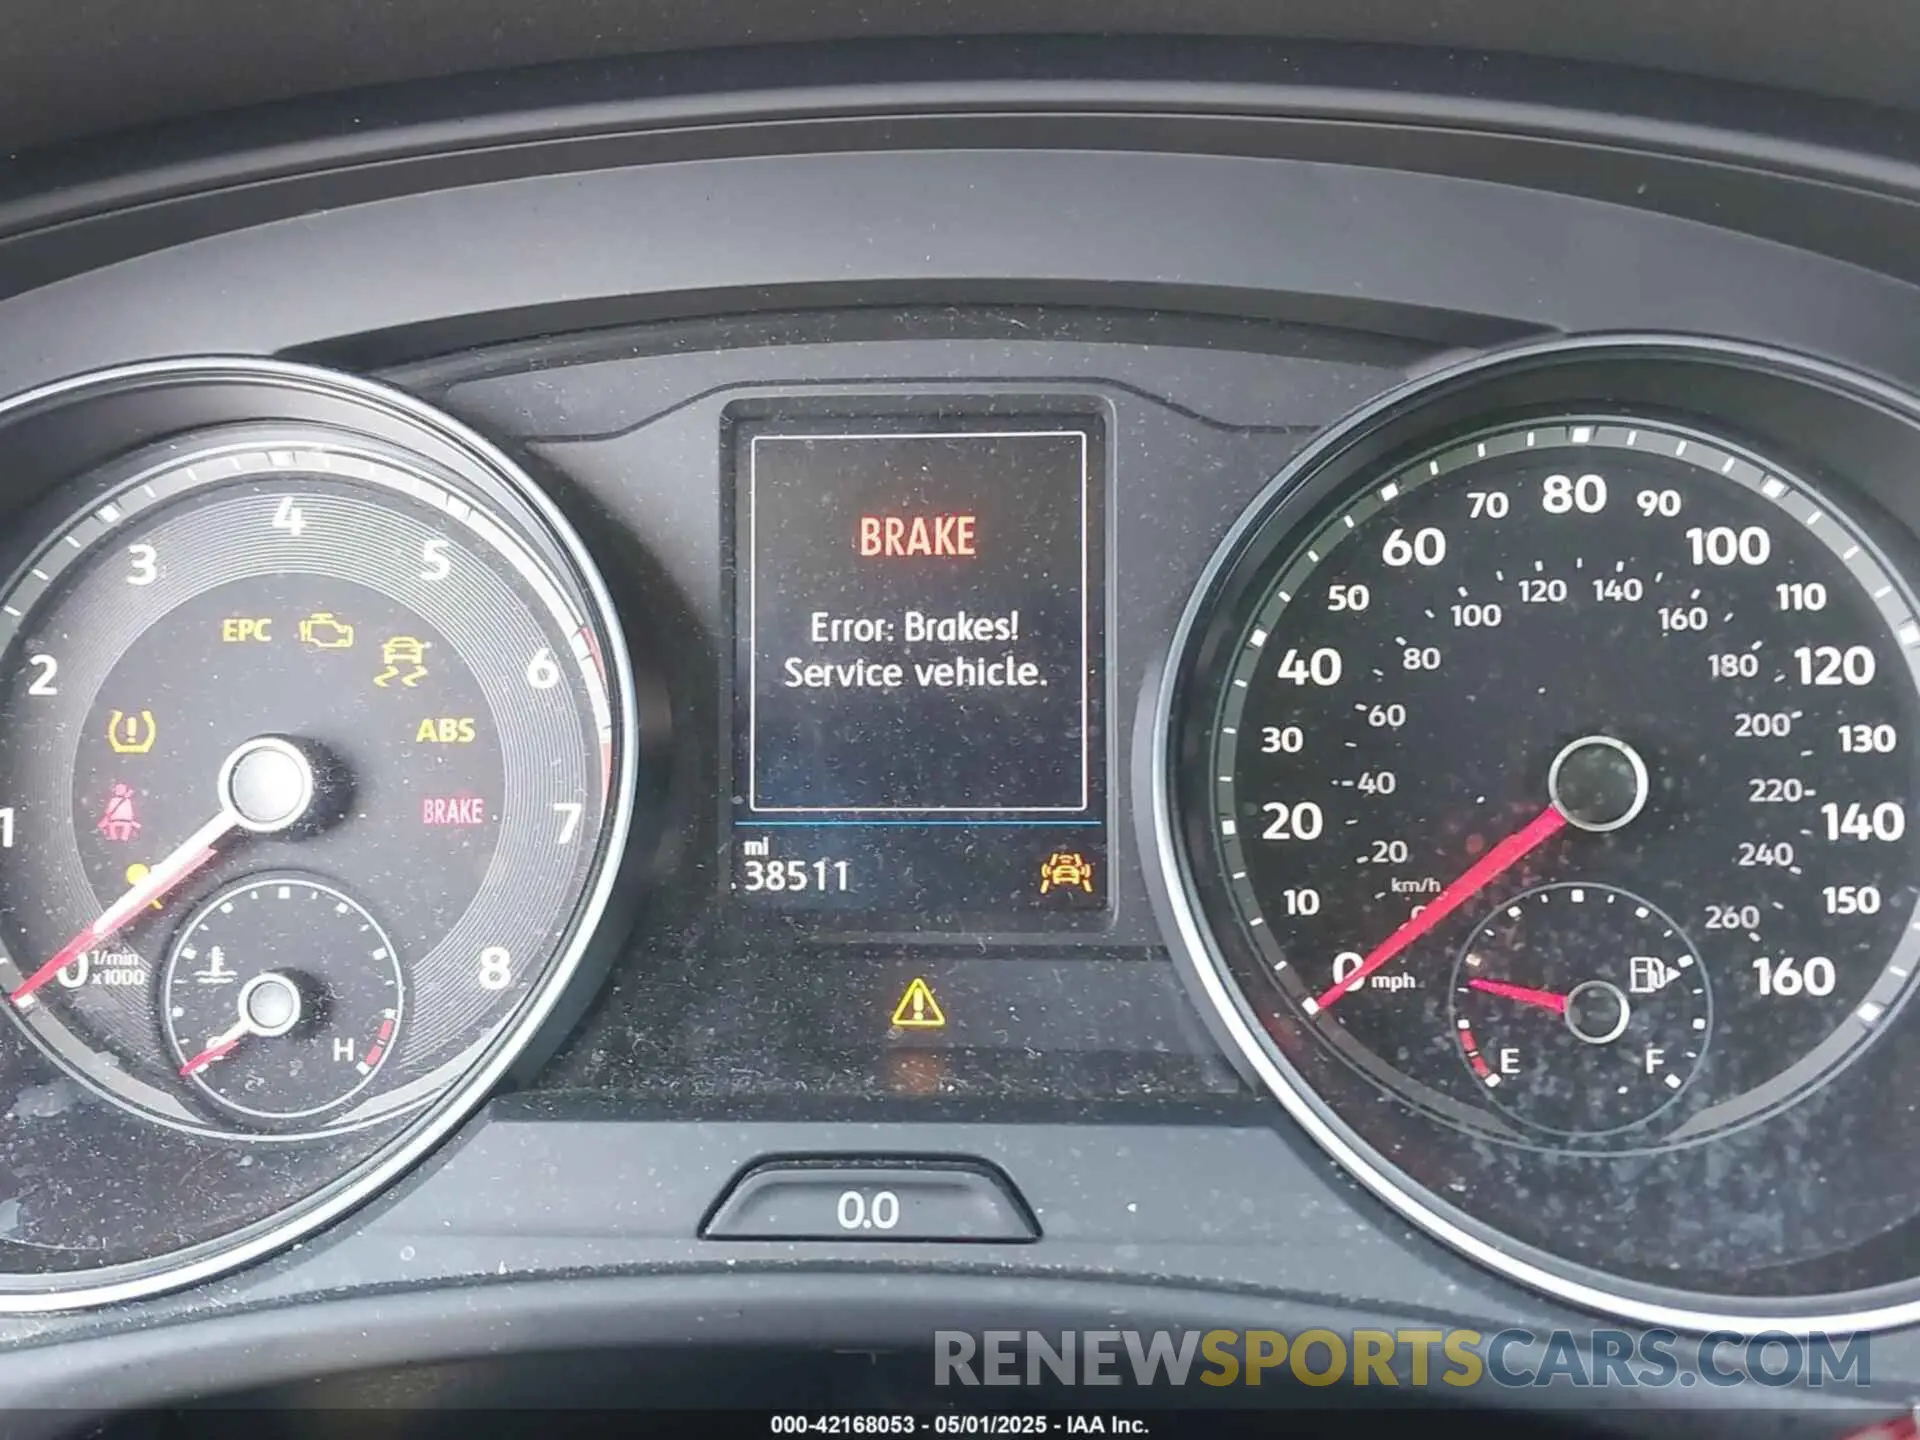 BRAKE
Error: Brakes!
Service vehicle.
mi
38511
EPC
ABS
BRAKE
1
2
3
4
5
6
7
8
0 1/min
x1000
H
0 mph
10
20
30
40
50
60
70
80
90
100
110
120
130
140
150
160
km/h
20
40
60
80
100
120
140
160
180
200
220
240
260
E
F
0.0
RENEWSPORTSCARS.COM
000-42168053 - 05/01/2025 - IAA Inc.